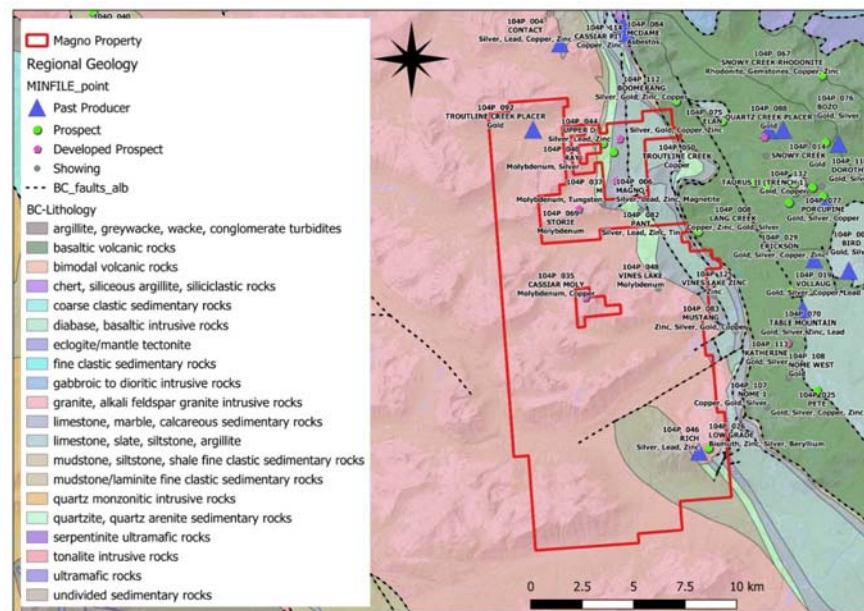 Magno Property
Regional Geology
MINFILE_point
Past Producer
Prospect
Developed Prospect
Showing
BC_faults_alb
BC-Lithology
argillite, greywacke, wacke, conglomerate turbidites
basaltic volcanic rocks
bimodal volcanic rocks
chert, siliceous argillite, siliciclastic rocks
coarse clastic sedimentary rocks
diabase, basaltic intrusive rocks
eclogite/mantle tectonite
fine clastic sedimentary rocks
gabbroic to dioritic intrusive rocks
granite, alkali feldspar granite intrusive rocks
limestone, marble, calcareous sedimentary rocks
limestone, slate, siltstone, argillite
mudstone, siltstone, shale fine clastic sedimentary rocks
mudstone/laminite fine clastic sedimentary rocks
quartz monzonitic intrusive rocks
quartzite, quartz arenite sedimentary rocks
serpentinite ultramafic rocks
tonalite intrusive rocks
ultramafic rocks
undivided sedimentary rocks
104P 004
CONTACT
Silver, Lead, Copper, Zinc
104P 084
MCDAME
Asbestos
104P 067
SNOWY CREEK RHODONITE
Rhodonite, Gemstones, Copper, Zinc
104P 112
BOOMERANG
Silver, Gold, Zinc, Copper
104P 092
TROUTLINE CREEK PLACER
Gold
104P 044
UPPER D
Silver, Lead, Zinc
104P 075
ELAN
Silver, Gold, Copper, Zinc
104P 088
QUARTZ CREEK PLACER
Gold
104P 076
BOZO
Gold, Silver
104P 014
SNOWY CREEK
Gold
104P 050
TROUTLINE CREEK
Copper
Molybdenum, Silver
104P 006
MAGNO
Silver, Lead, Zinc, Magnetite
Molybdenum, Tungsten
104P 069
STORIE
Molybdenum
104P 082
PANT
Silver, Lead, Zinc, Tin
104P 132
TAURUS II (TRENCH 1)
Gold, Copper
PORCUPINE
Gold, Silver, Copper
104P 008
LANG CREEK
Copper, Zinc, Gold, Silver
104P 029
ERICKSON
104P 019
VOLLAUG
104P 035
CASSIAR MOLY
Molybdenum, Copper
104P 048
VINES LAKE
Molybdenum
VINES LAKE ZINC
Zinc
104P 083
MUSTANG
Zinc, Silver, Gold, Copper
104P 070
TABLE MOUNTAIN
Gold, Silver, Zinc, Lead
KATHERINE
Gold, Silver
104P 108
NOME WEST
Gold
104P 107
NOME 1
Copper, Gold, Silver
104P 025
PETE
Gold, Silver, Copper, Zinc
104P 046
RICH
Silver, Lead, Zinc
LOW GRADE
Bismuth, Zinc, Silver, Beryllium
0 2.5 5 7.5 10 km